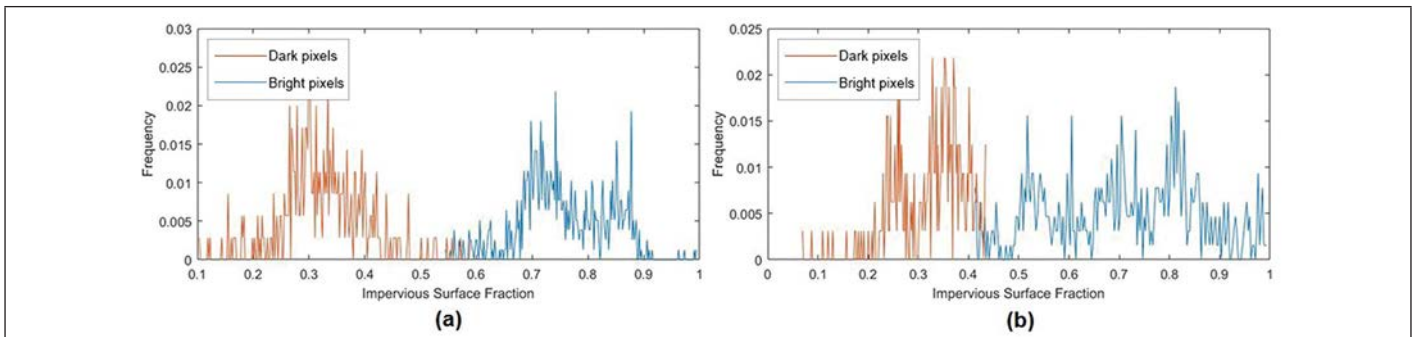 0.03
0.025
0.02
0.015
0.01
0.005
0
Frequency
Dark pixels
Bright pixels
0.1 0.2 0.3 0.4 0.5 0.6 0.7 0.8 0.9 1
Impervious Surface Fraction
(a)
0.025
0.02
0.015
0.01
0.005
0
Frequency
Dark pixels
Bright pixels
0 0.1 0.2 0.3 0.4 0.5 0.6 0.7 0.8 0.9 1
Impervious Surface Fraction
(b)